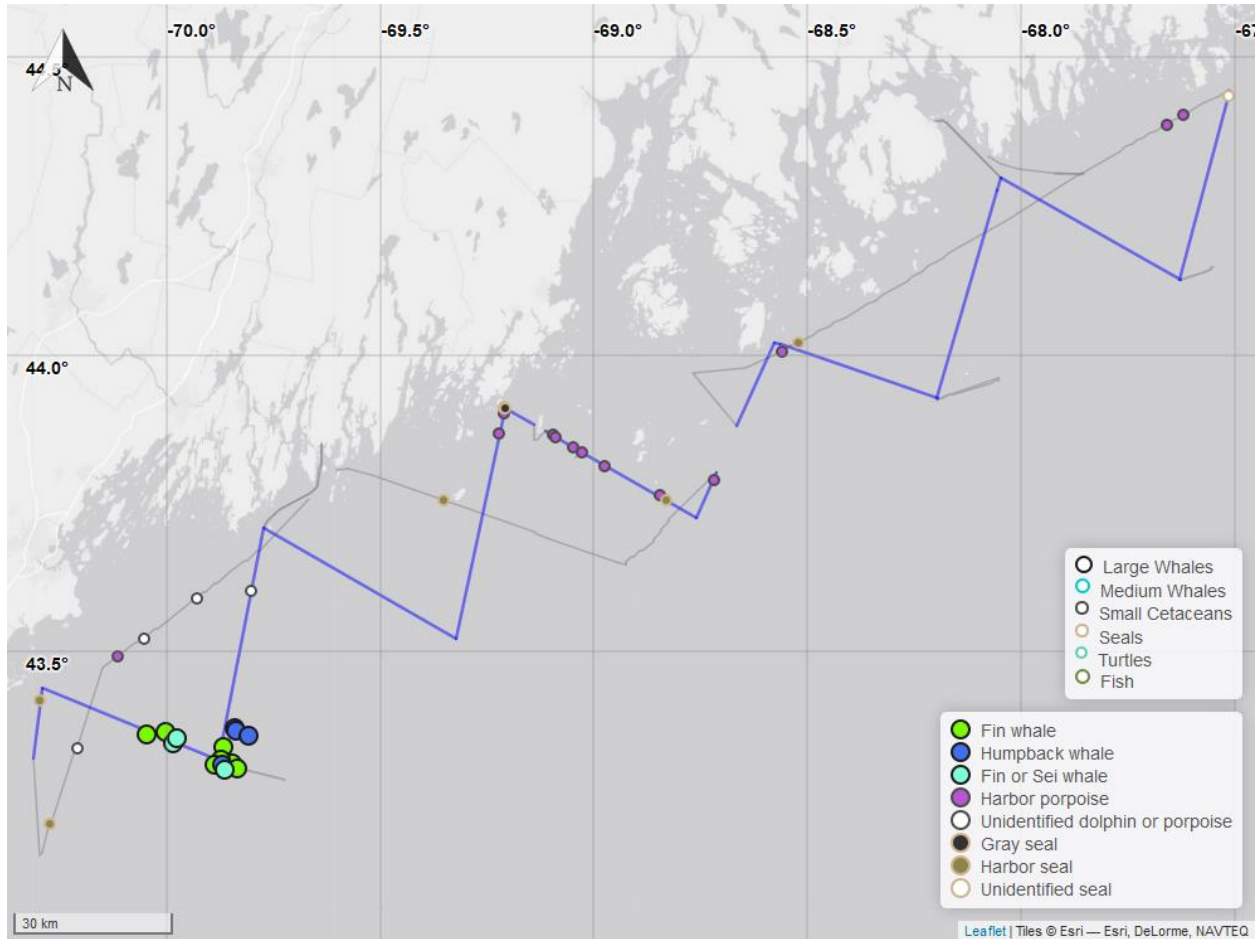 -70.0°
-69.5°
-69.0°
-68.5°
-68.0°
44.5°
N
44.0°
43.5°
Large Whales
Medium Whales
Small Cetaceans
Seals
Turtles
Fish
Fin whale
Humpback whale
Fin or Sei whale
Harbor porpoise
Unidentified dolphin or porpoise
Gray seal
Harbor seal
Unidentified seal
30 km
Leaflet | Tiles © Esri — Esri, DeLorme, NAVTEQ